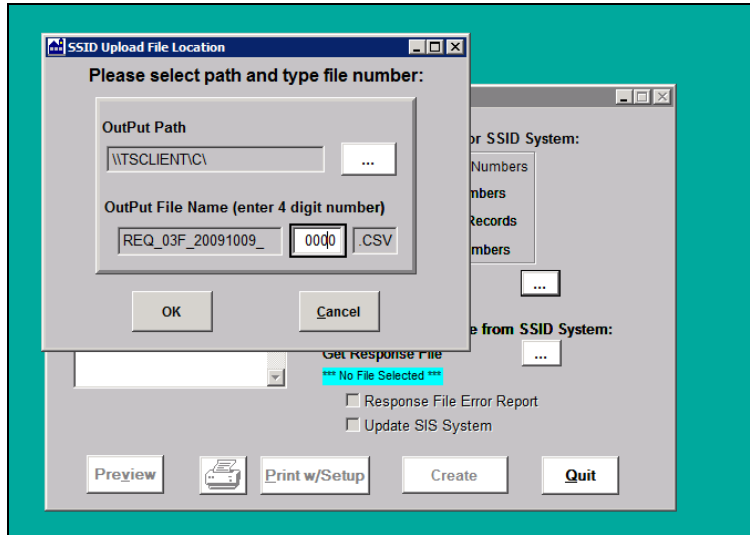 SSID Upload File Location
Please select path and type file number:
OutPut Path
\\TSCLIENT\C\
...
OutPut File Name (enter 4 digit number)
REQ_03F_20091009_
0000
.CSV
OK
Cancel
or SSID System:
Numbers
mbers
Records
mbers
...
e from SSID System:
Get Response File
...
*** No File Selected ***
Response File Error Report
Update SIS System
Preview
Print w/Setup
Create
Quit